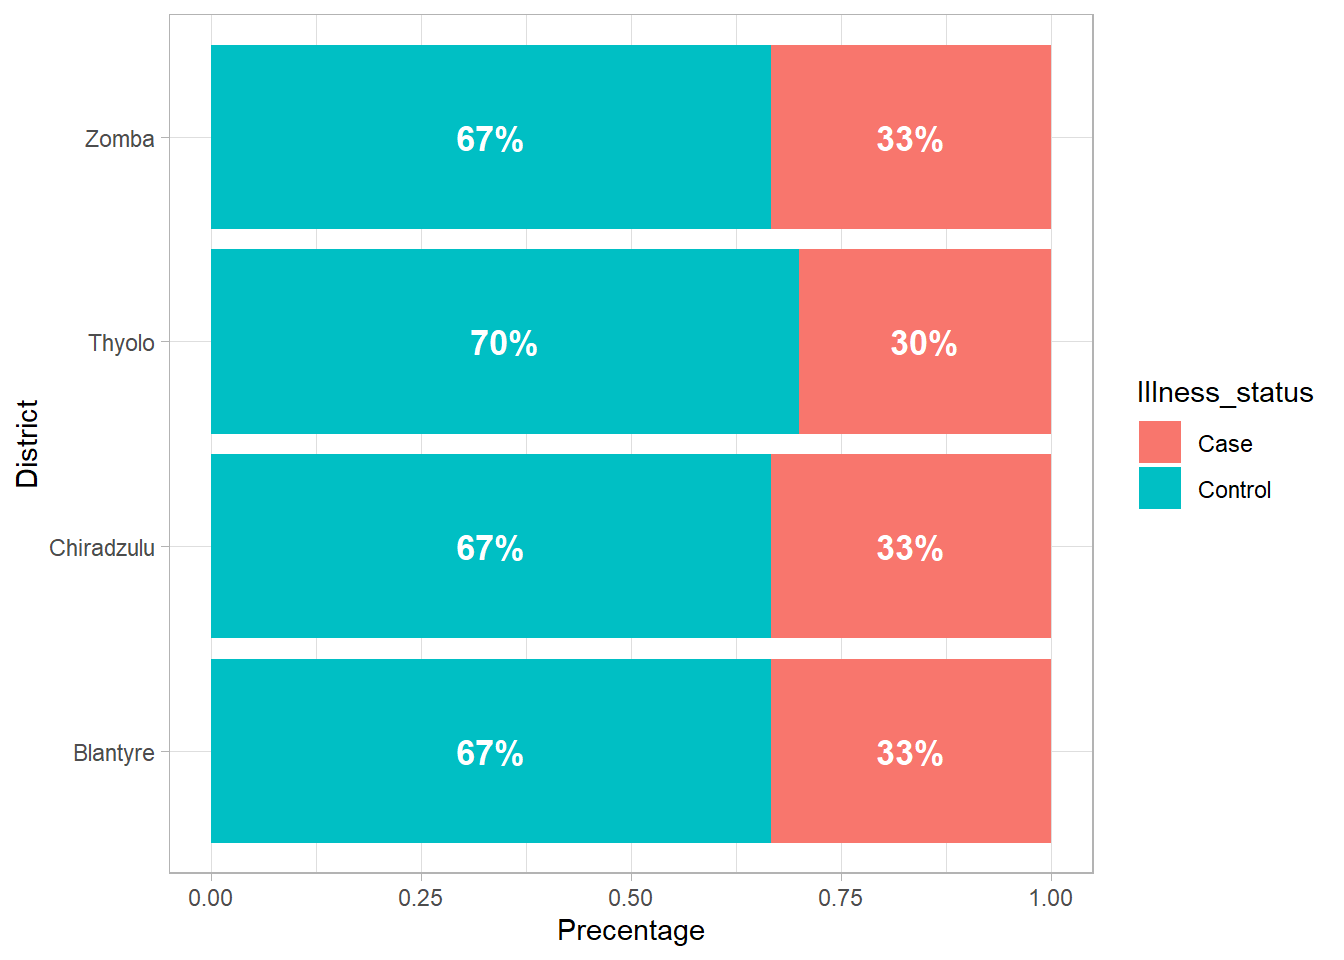 Zomba
67%
33%
Thyolo
70%
30%
Chiradzulu
67%
33%
Blantyre
67%
33%
0.00
0.25
0.50
0.75
1.00
Precentage
District
Illness_status
Case
Control